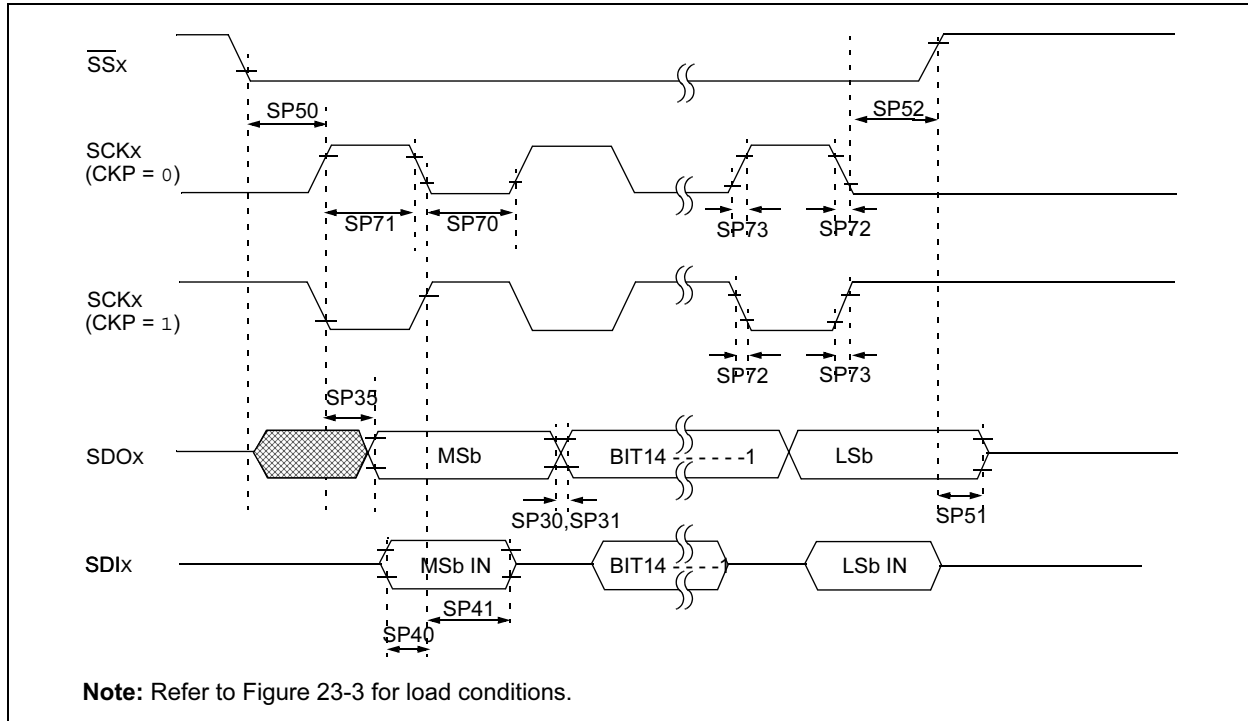 SSx
SP50
SP52
SCKx
(CKP = 0)
SP71
SP70
SP73
SP72
SCKx
(CKP = 1)
SP72
SP73
SP35
SDOx
MSb
BIT14 - - - - - -1
LSb
SP30,SP31
SP51
SDIx
MSb IN
BIT14 - - - - -1
LSb IN
SP41
SP40
Note: Refer to Figure 23-3 for load conditions.